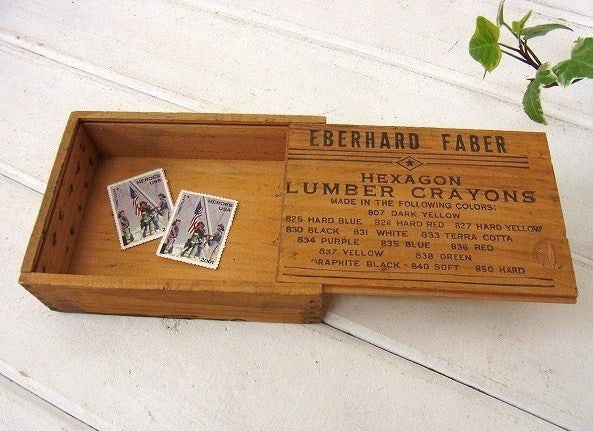 EBERHARD FABER
HEXAGON
LUMBER CRAYONS
MADE IN THE FOLLOWING COLORS:
807 DARK YELLOW
825 HARD BLUE 826 HARD RED 827 HARD YELLOW
830 BLACK 831 WHITE 833 TERRA COTTA
834 PURPLE 835 BLUE 836 RED
837 YELLOW 838 GREEN
GRAPHITE BLACK - 840 SOFT 850 HARD
HEROES
USA
HEROES
USA
2001